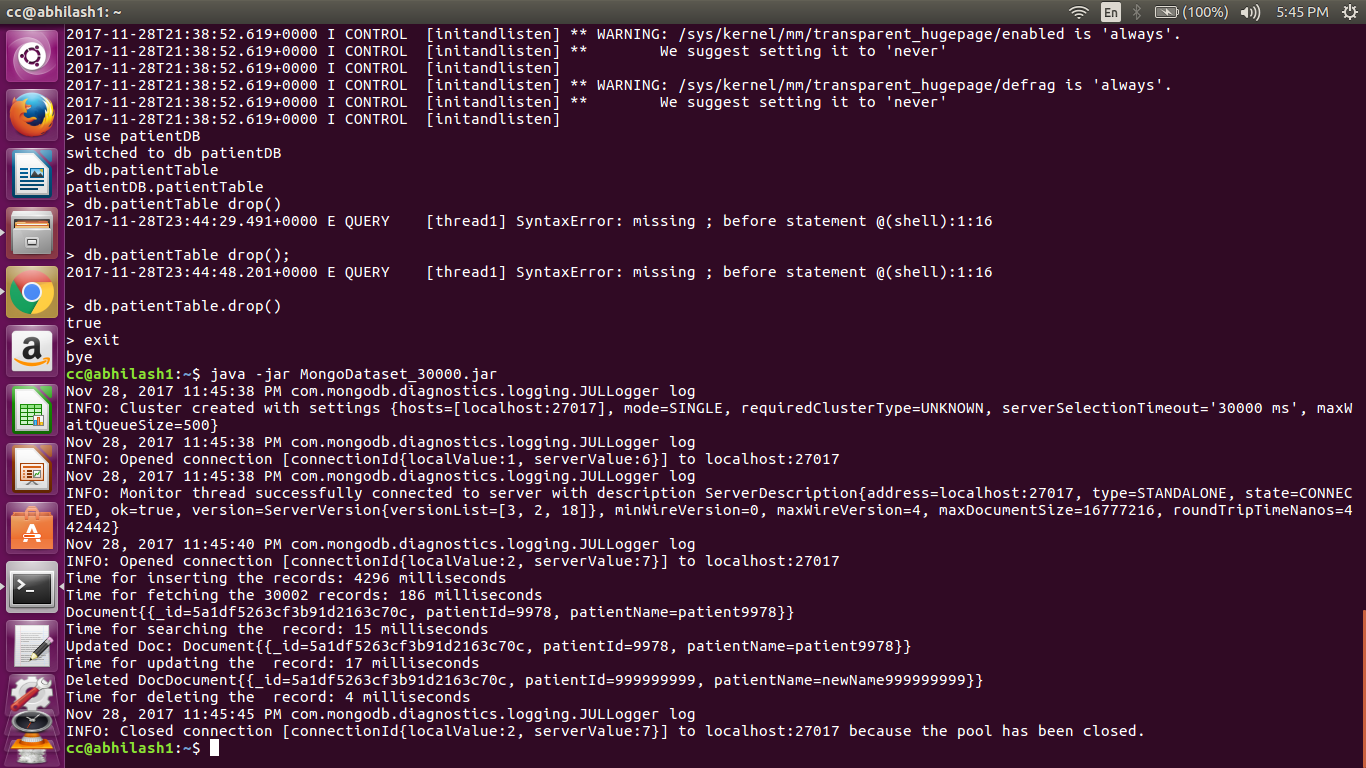 cc@abhilash1: ~
En
(100%)
5:45 PM
2017-11-28T21:38:52.619+0000 I CONTROL  [initandlisten] ** WARNING: /sys/kernel/mm/transparent_hugepage/enabled is 'always'.
2017-11-28T21:38:52.619+0000 I CONTROL  [initandlisten] **        We suggest setting it to 'never'
2017-11-28T21:38:52.619+0000 I CONTROL  [initandlisten]
2017-11-28T21:38:52.619+0000 I CONTROL  [initandlisten] ** WARNING: /sys/kernel/mm/transparent_hugepage/defrag is 'always'.
2017-11-28T21:38:52.619+0000 I CONTROL  [initandlisten] **        We suggest setting it to 'never'
2017-11-28T21:38:52.619+0000 I CONTROL  [initandlisten]
> use patientDB
switched to db patientDB
> db.patientTable
patientDB.patientTable
> db.patientTable drop()
2017-11-28T23:44:29.491+0000 E QUERY    [thread1] SyntaxError: missing ; before statement @(shell):1:16
> db.patientTable drop();
2017-11-28T23:44:48.201+0000 E QUERY    [thread1] SyntaxError: missing ; before statement @(shell):1:16
> db.patientTable.drop()
true
> exit
bye
cc@abhilash1:~$ java -jar MongoDataset_30000.jar
Nov 28, 2017 11:45:38 PM com.mongodb.diagnostics.logging.JULLogger log
INFO: Cluster created with settings {hosts=[localhost:27017], mode=SINGLE, requiredClusterType=UNKNOWN, serverSelectionTimeout='30000 ms', maxW
aitQueueSize=500}
Nov 28, 2017 11:45:38 PM com.mongodb.diagnostics.logging.JULLogger log
INFO: Opened connection [connectionId{localValue:1, serverValue:6}] to localhost:27017
Nov 28, 2017 11:45:38 PM com.mongodb.diagnostics.logging.JULLogger log
INFO: Monitor thread successfully connected to server with description ServerDescription{address=localhost:27017, type=STANDALONE, state=CONNEC
TED, ok=true, version=ServerVersion{versionList=[3, 2, 18]}, minWireVersion=0, maxWireVersion=4, maxDocumentSize=16777216, roundTripTimeNanos=4
42442}
Nov 28, 2017 11:45:40 PM com.mongodb.diagnostics.logging.JULLogger log
INFO: Opened connection [connectionId{localValue:2, serverValue:7}] to localhost:27017
Time for inserting the records: 4296 milliseconds
Time for fetching the 30002 records: 186 milliseconds
Document{{_id=5a1df5263cf3b91d2163c70c, patientId=9978, patientName=patient9978}}
Time for searching the  record: 15 milliseconds
Updated Doc: Document{{_id=5a1df5263cf3b91d2163c70c, patientId=9978, patientName=patient9978}}
Time for updating the  record: 17 milliseconds
Deleted DocDocument{{_id=5a1df5263cf3b91d2163c70c, patientId=999999999, patientName=newName999999999}}
Time for deleting the  record: 4 milliseconds
Nov 28, 2017 11:45:45 PM com.mongodb.diagnostics.logging.JULLogger log
INFO: Closed connection [connectionId{localValue:2, serverValue:7}] to localhost:27017 because the pool has been closed.
cc@abhilash1:~$